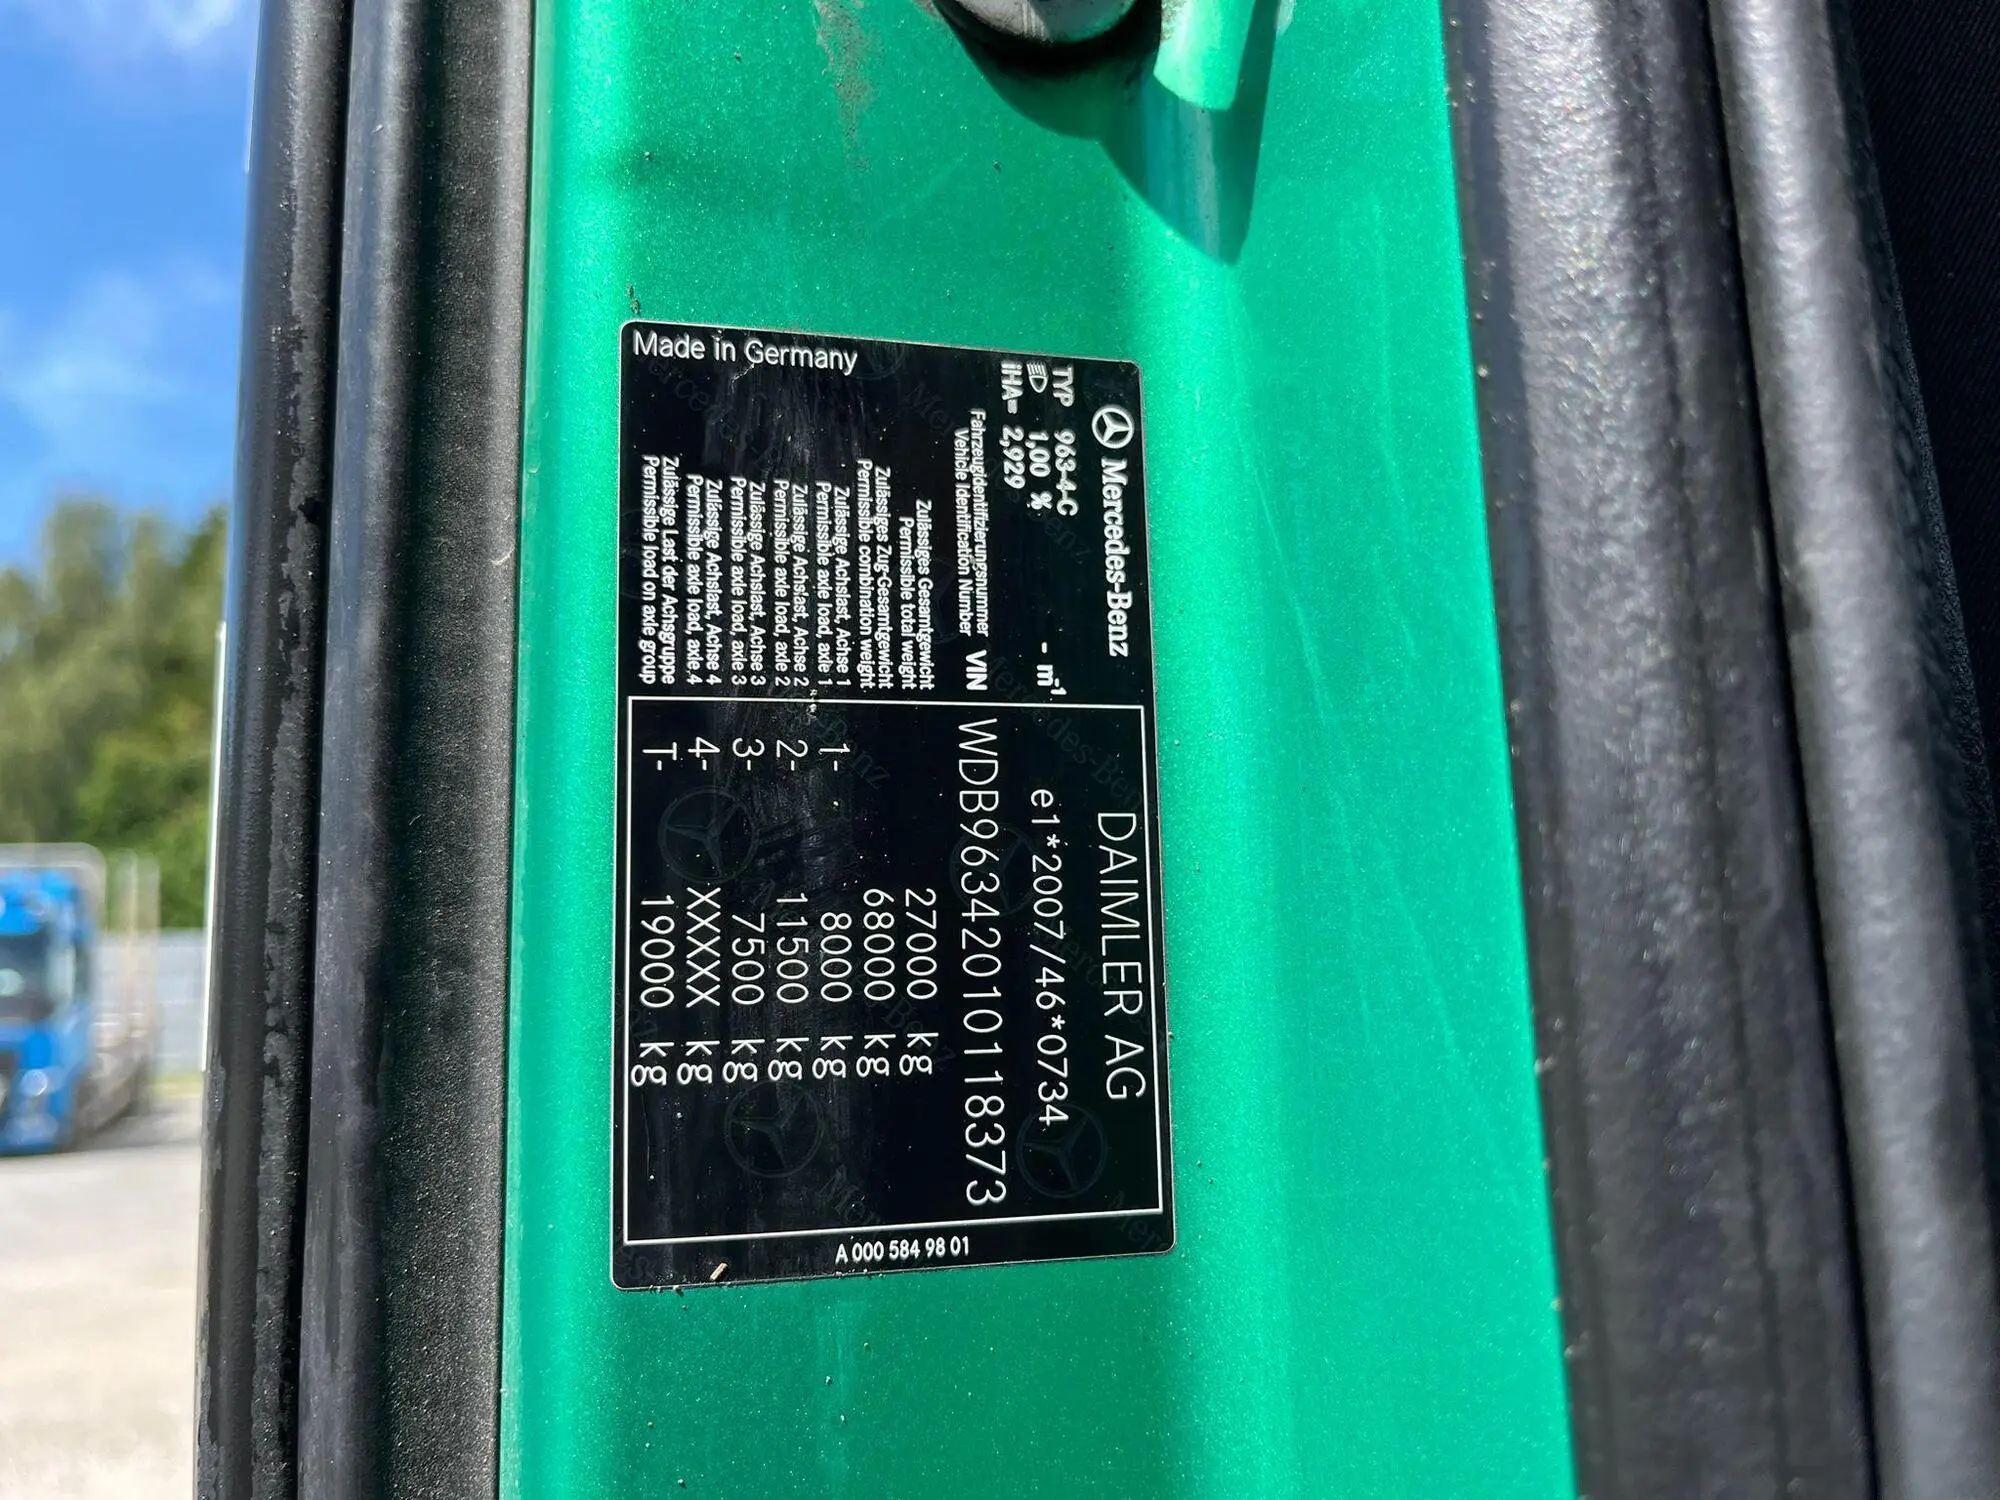 Mercedes-Benz
DAIMLER AG
TYP 963-4-C
1,00 % - m⁻¹ e1*2007/46*0734
iHA= 2,929
Fahrzeugidentifizierungsnummer
Vehicle Identification Number VIN WDB96342010118373
Zulässiges Gesamtgewicht
Permissible total weight 27000 kg
Zulässiges Zug-Gesamtgewicht
Permissible combination weight 68000 kg
Zulässige Achslast, Achse 1
Permissible axle load, axle 1 1- 8000 kg
Zulässige Achslast, Achse 2
Permissible axle load, axle 2 2- 11500 kg
Zulässige Achslast, Achse 3
Permissible axle load, axle 3 3- 7500 kg
Zulässige Achslast, Achse 4
Permissible axle load, axle 4 4- XXXXX kg
Zulässige Last der Achsgruppe
Permissible load on axle group T- 19000 kg
Made in Germany
A 000 584 98 01